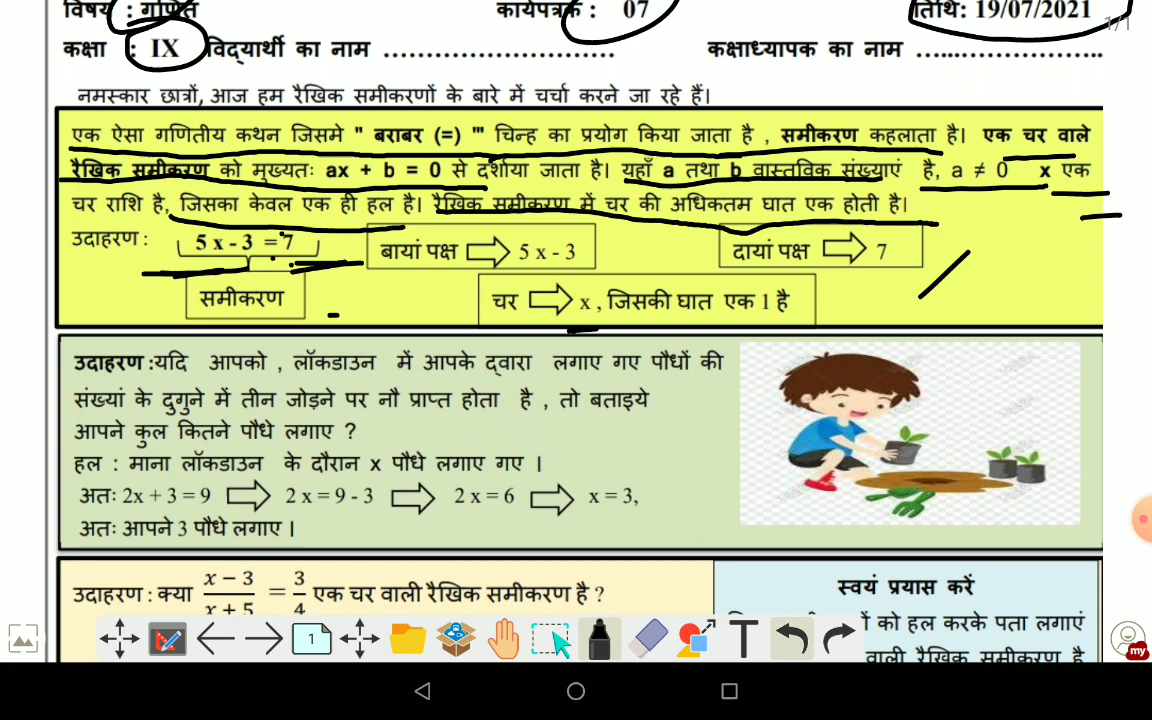 विषय : गणित कार्यपत्रक : 07 तिथि: 19/07/2021
1/1
कक्षा : IX विद्यार्थी का नाम ............................ कक्षाध्यापक का नाम ........................
नमस्कार छात्रों, आज हम रैखिक समीकरणों के बारे में चर्चा करने जा रहे हैं।
एक ऐसा गणितीय कथन जिसमे " बराबर (=) '" चिन्ह का प्रयोग किया जाता है , समीकरण कहलाता है। एक चर वाले
रैखिक समीकरण को मुख्यतः ax + b = 0 से दर्शाया जाता है। यहाँ a तथा b वास्तविक संख्याएं है, a ≠ 0 x एक
चर राशि है, जिसका केवल एक ही हल है। रैखिक समीकरण में चर की अधिकतम घात एक होती है।
उदाहरण : 5 x - 3 = 7 बायां पक्ष 5 x - 3 दायां पक्ष 7
समीकरण चर x , जिसकी घात एक 1 है
उदाहरण :यदि आपको , लॉकडाउन में आपके द्वारा लगाए गए पौधों की
संख्यां के दुगुने में तीन जोड़ने पर नौ प्राप्त होता है , तो बताइये
आपने कुल कितने पौधे लगाए ?
हल : माना लॉकडाउन के दौरान x पौधे लगाए गए ।
अतः 2x + 3 = 9 2 x = 9 - 3 2 x = 6 x = 3,
अतः आपने 3 पौधे लगाए ।
उदाहरण : क्या x − 3 / x + 5 = 3 / 4 एक चर वाली रैखिक समीकरण है ?
स्वयं प्रयास करें
को हल करके पता लगाएं
वाली रैखिक समीकरण है
1
T
my